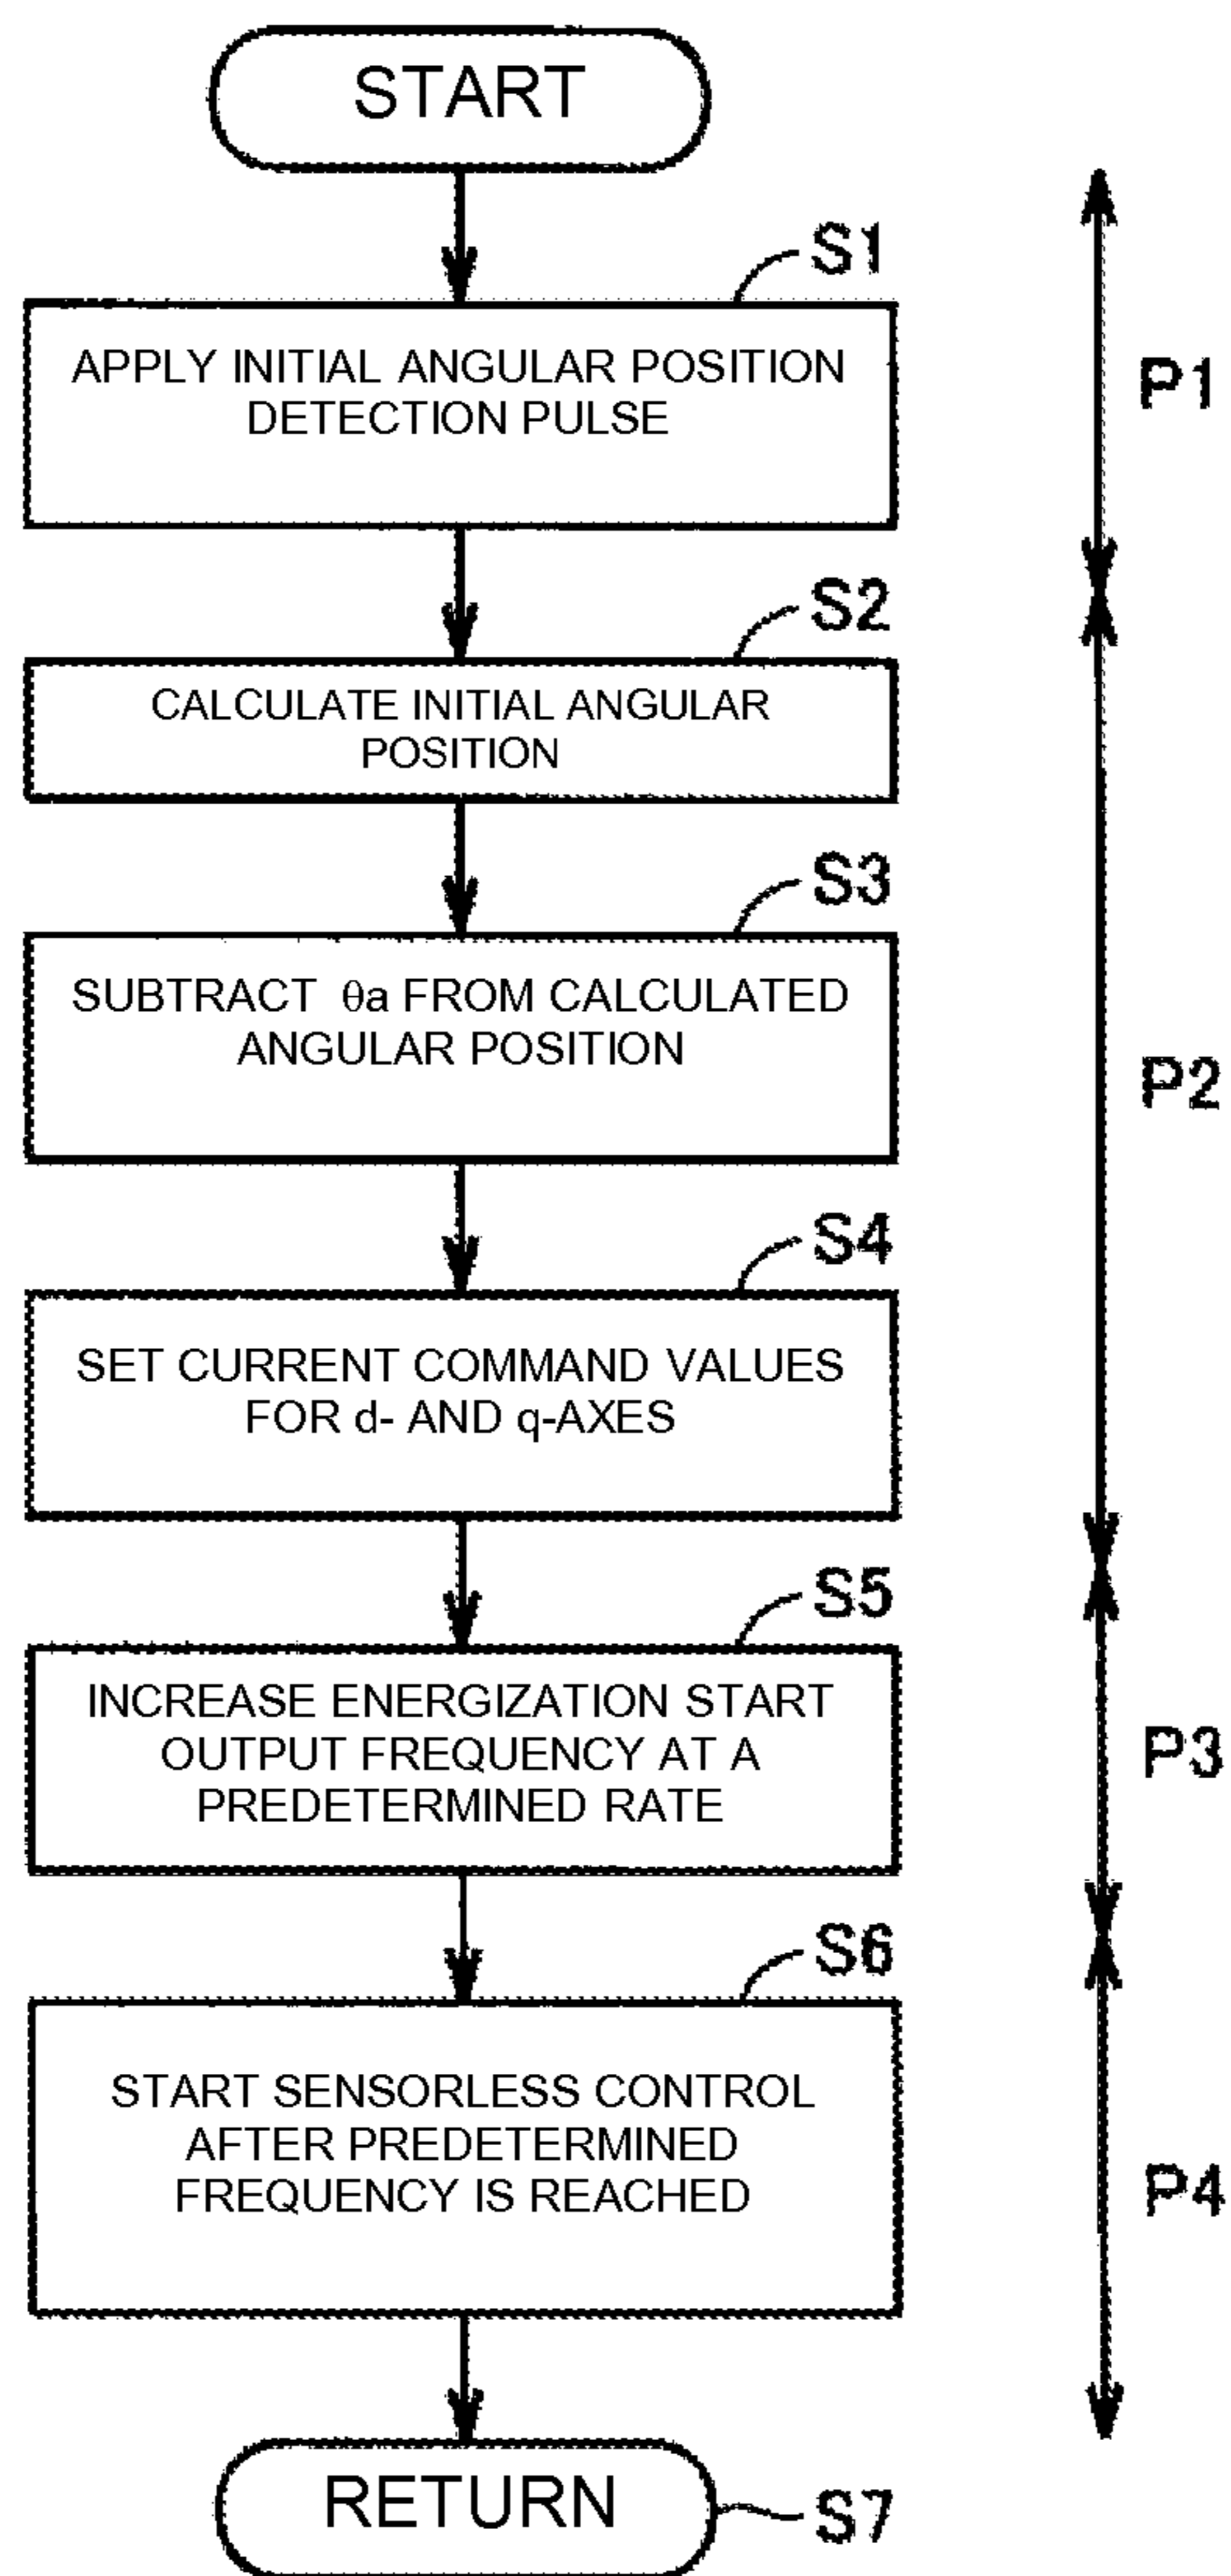 START
S1
APPLY INITIAL ANGULAR POSITION
DETECTION PULSE
P1
S2
CALCULATE INITIAL ANGULAR
POSITION
S3
SUBTRACT θa FROM CALCULATED
ANGULAR POSITION
P2
S4
SET CURRENT COMMAND VALUES
FOR d- AND q-AXES
S5
INCREASE ENERGIZATION START
OUTPUT FREQUENCY AT A
PREDETERMINED RATE
P3
S6
START SENSORLESS CONTROL
AFTER PREDETERMINED
FREQUENCY IS REACHED
P4
RETURN
S7